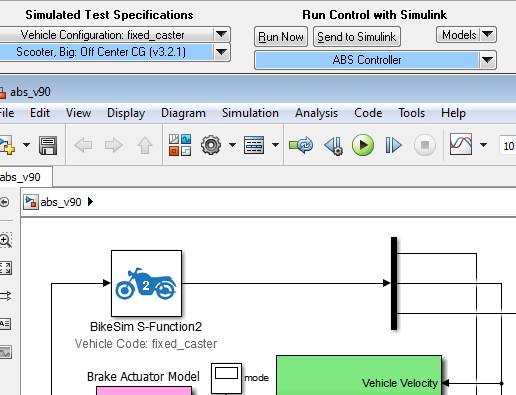 Simulated Test Specifications
Run Control with Simulink
Vehicle Configuration: fixed_caster
Run Now
Send to Simulink
Models
Scooter, Big: Off Center CG (v3.2.1)
ABS Controller
abs_v90
File Edit View Display Diagram Simulation Analysis Code Tools Help
10
abs_v90
abs_v90
2
BikeSim S-Function2
Vehicle Code: fixed_caster
Brake Actuator Model
mode
Vehicle Velocity